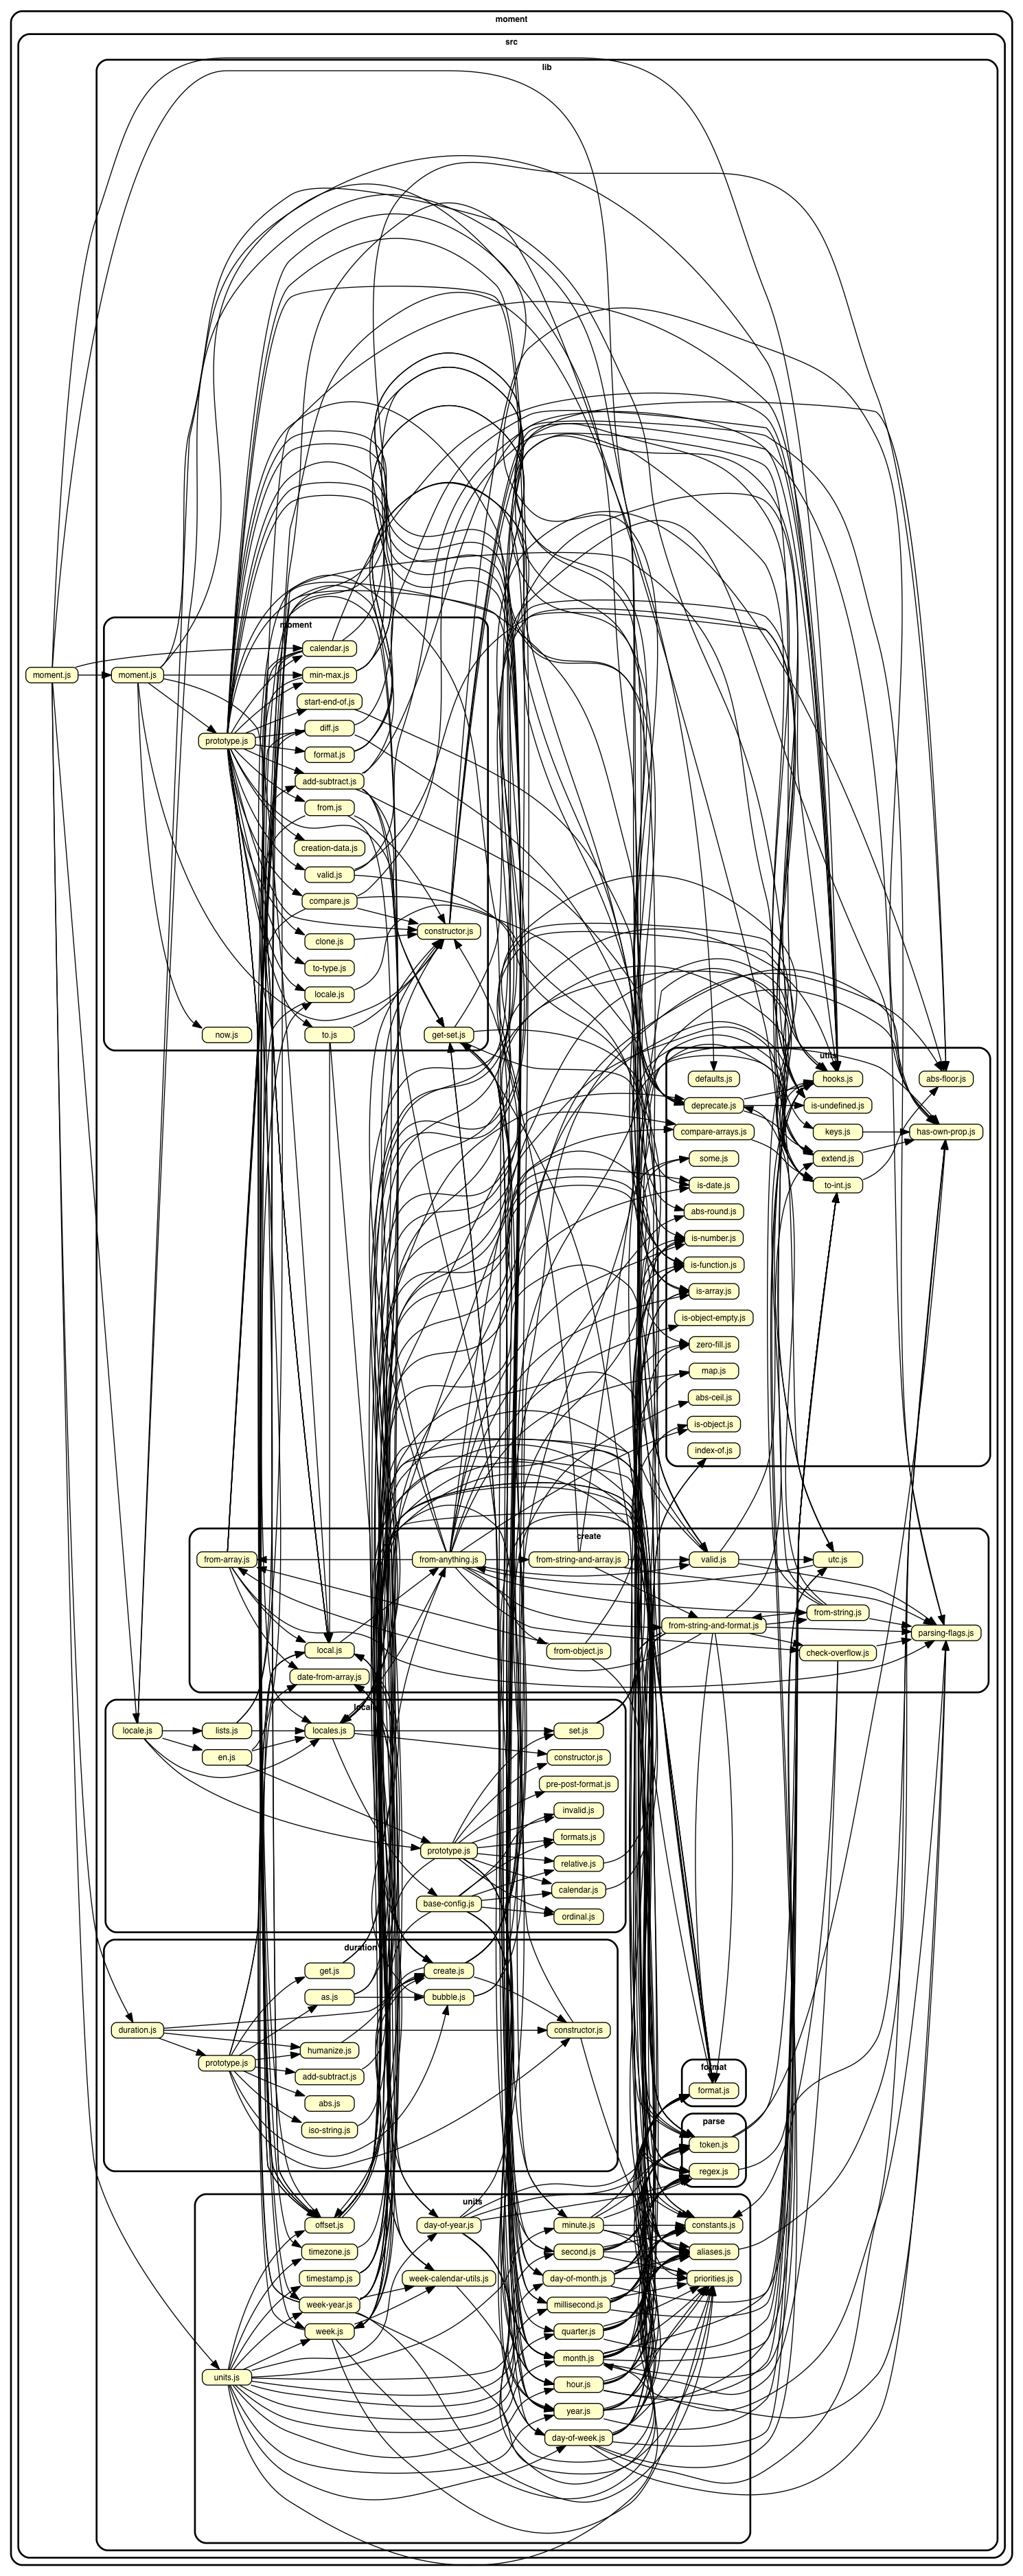 moment
src
lib
moment
moment.js
moment.js
prototype.js
calendar.js
min-max.js
start-end-of.js
diff.js
format.js
add-subtract.js
from.js
creation-data.js
valid.js
compare.js
clone.js
to-type.js
locale.js
now.js
to.js
constructor.js
get-set.js
utils
defaults.js
hooks.js
abs-floor.js
deprecate.js
is-undefined.js
compare-arrays.js
keys.js
has-own-prop.js
some.js
extend.js
is-date.js
to-int.js
abs-round.js
is-number.js
is-function.js
is-array.js
is-object-empty.js
zero-fill.js
map.js
abs-ceil.js
is-object.js
index-of.js
create
from-array.js
from-anything.js
from-string-and-array.js
valid.js
utc.js
from-string.js
from-string-and-format.js
parsing-flags.js
local.js
from-object.js
check-overflow.js
date-from-array.js
locale
locale.js
lists.js
locales.js
set.js
en.js
constructor.js
pre-post-format.js
invalid.js
formats.js
prototype.js
relative.js
calendar.js
base-config.js
ordinal.js
duration
get.js
create.js
as.js
bubble.js
duration.js
constructor.js
humanize.js
prototype.js
add-subtract.js
abs.js
iso-string.js
format
format.js
parse
token.js
regex.js
units
offset.js
day-of-year.js
minute.js
constants.js
timezone.js
second.js
aliases.js
timestamp.js
week-calendar-utils.js
day-of-month.js
priorities.js
week-year.js
millisecond.js
week.js
quarter.js
month.js
units.js
hour.js
year.js
day-of-week.js